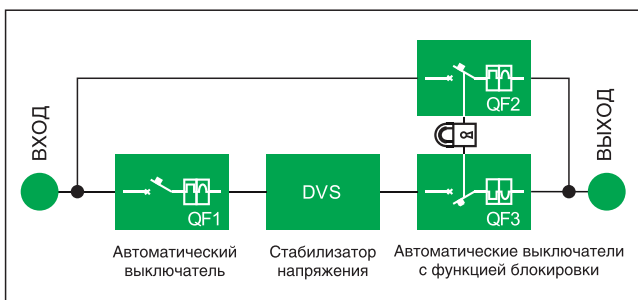 QF2
ВХОД
ВЫХОД
QF1
DVS
QF3
Автоматический
выключатель
Стабилизатор
напряжения
Автоматические выключатели
с функцией блокировки